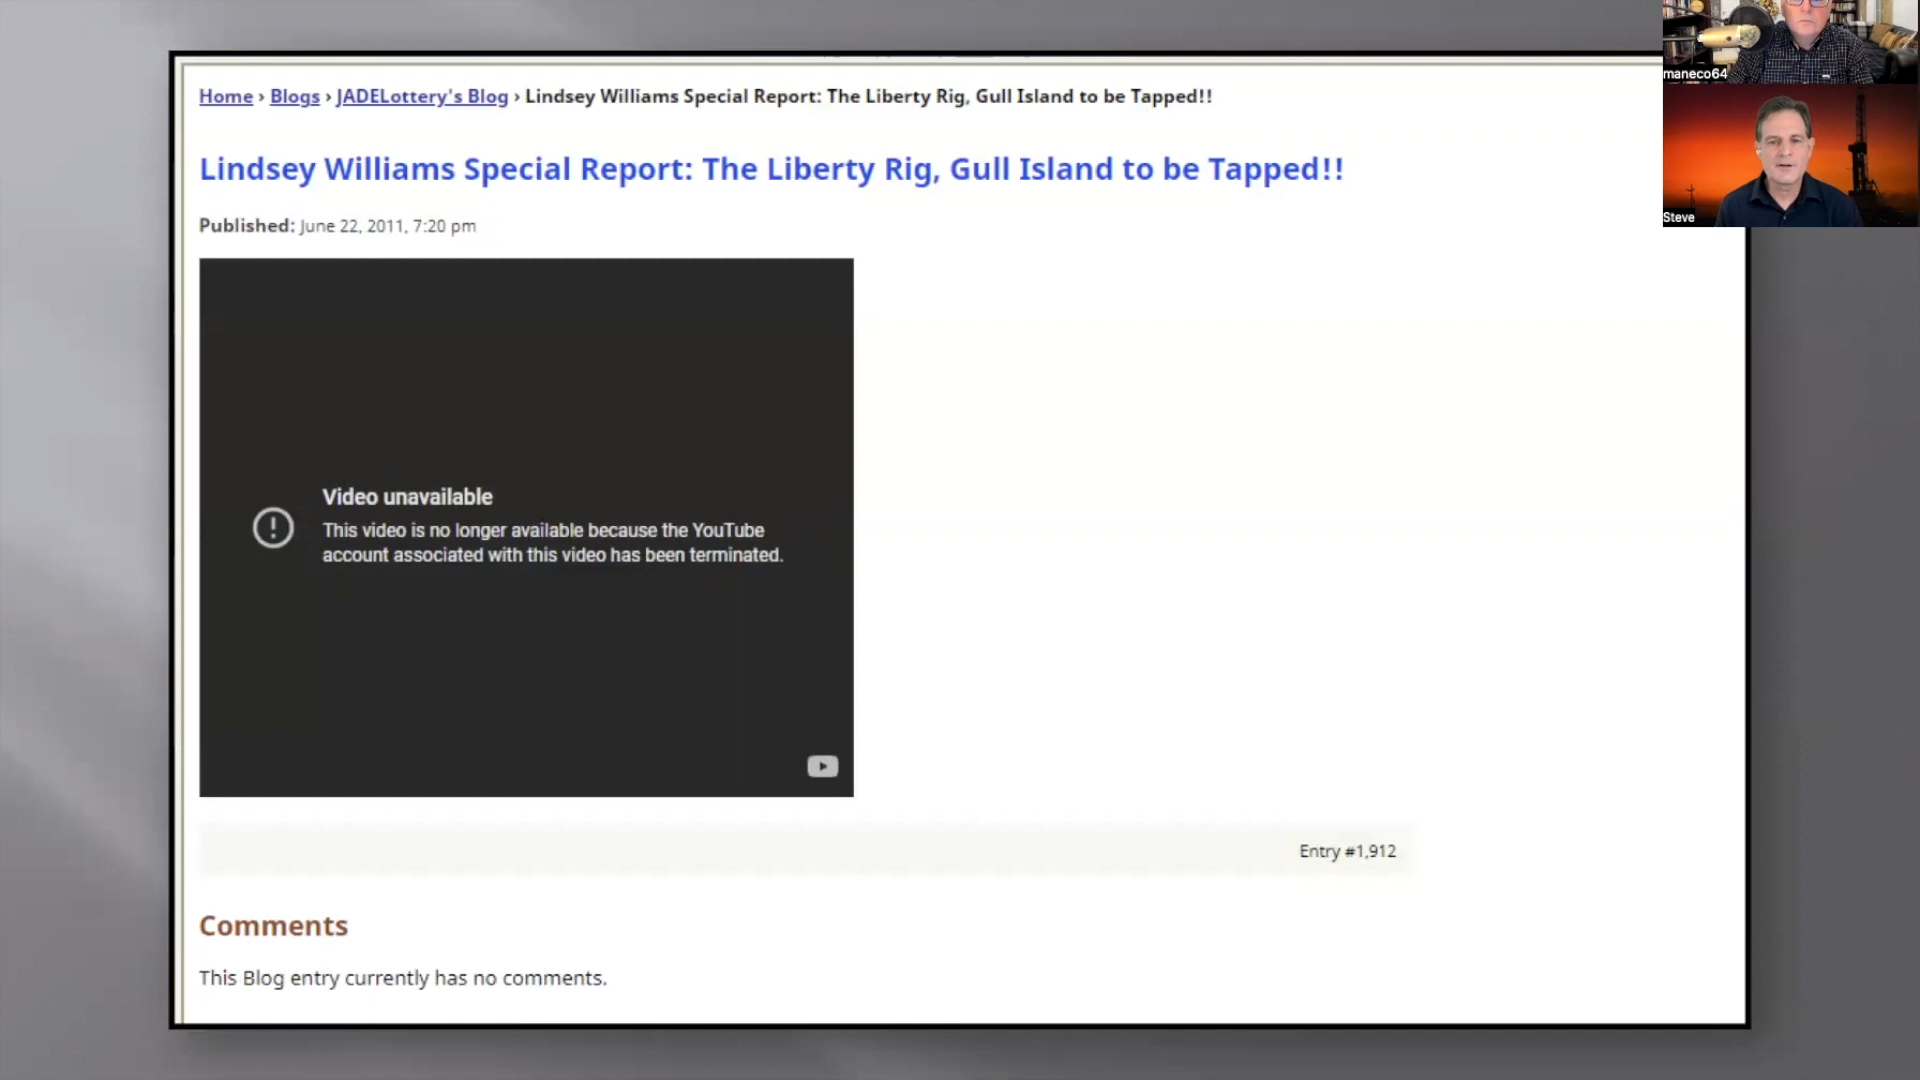 Home › Blogs › JADELottery's Blog › Lindsey Williams Special Report: The Liberty Rig, Gull Island to be Tapped!!
Lindsey Williams Special Report: The Liberty Rig, Gull Island to be Tapped!!
Published: June 22, 2011, 7:20 pm
Video unavailable
This video is no longer available because the YouTube
account associated with this video has been terminated.
Entry #1,912
Comments
This Blog entry currently has no comments.
maneco64
Steve